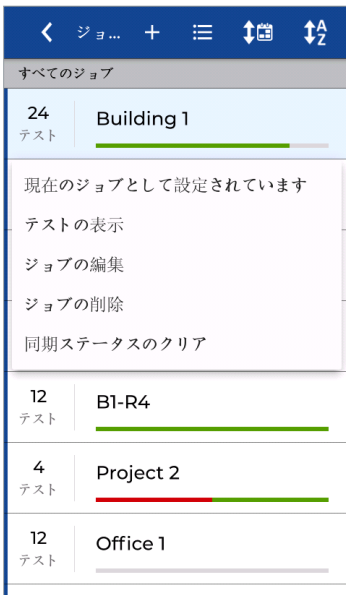 ジョ...
すべてのジョブ
24
テスト
Building 1
現在のジョブとして設定されています
テストの表示
ジョブの編集
ジョブの削除
同期ステータスのクリア
12
テスト
B1-R4
4
テスト
Project 2
12
テスト
Office 1